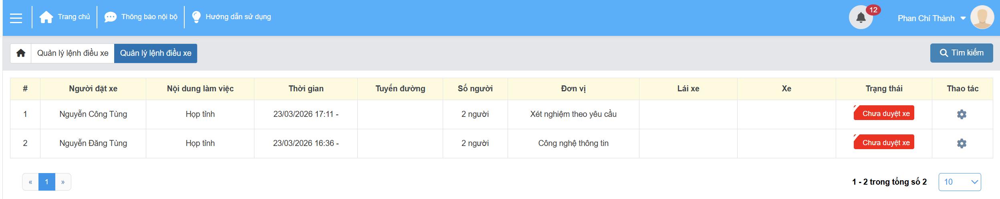 Trang chủ Thông báo nội bộ Hướng dẫn sử dụng 12 Phan Chí Thành
Quản lý lệnh điều xe Quản lý lệnh điều xe Tìm kiếm
# Người đặt xe Nội dung làm việc Thời gian Tuyến đường Số người Đơn vị Lái xe Xe Trạng thái Thao tác
1 Nguyễn Công Tùng Họp tỉnh 23/03/2026 17:11 - 2 người Xét nghiệm theo yêu cầu Chưa duyệt xe
2 Nguyễn Đăng Tùng Họp tỉnh 23/03/2026 16:36 - 2 người Công nghệ thông tin Chưa duyệt xe
« 1 » 1 - 2 trong tổng số 2 10